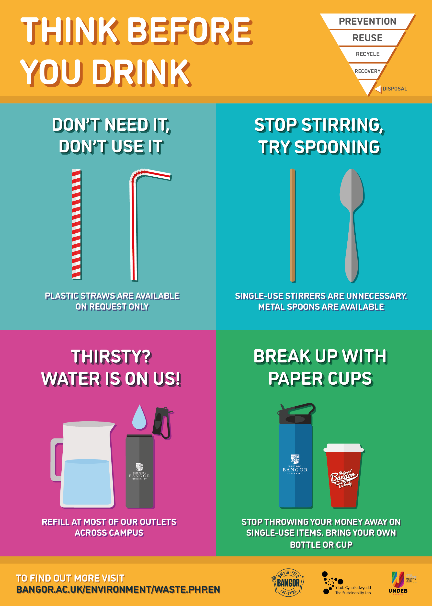 THINK BEFORE
YOU DRINK
PREVENTION
REUSE
RECYCLE
RECOVERY
DISPOSAL
DON'T NEED IT,
DON'T USE IT
PLASTIC STRAWS ARE AVAILABLE
ON REQUEST ONLY
STOP STIRRING,
TRY SPOONING
SINGLE-USE STIRRERS ARE UNNECESSARY.
METAL SPOONS ARE AVAILABLE
THIRSTY?
WATER IS ON US!
REFILL AT MOST OF OUR OUTLETS
ACROSS CAMPUS
BREAK UP WITH
PAPER CUPS
BANGOR
Bangor
STOP THROWING YOUR MONEY AWAY ON
SINGLE-USE ITEMS. BRING YOUR OWN
BOTTLE OR CUP
TO FIND OUT MORE VISIT
BANGOR.AC.UK/ENVIRONMENT/WASTE.PHP.EN
BANGOR
UNDEB